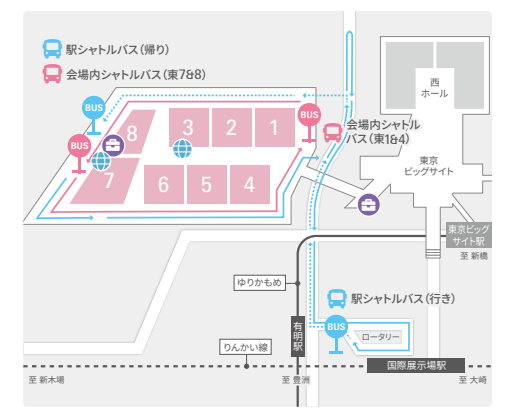 駅シャトルバス（帰り）
会場内シャトルバス（東7&8）
BUS
BUS
BUS
8
3
2
1
7
6
5
4
会場内シャトル
バス（東1&4）
西
ホール
東京
ビッグサイト
東京ビッグ
サイト駅
至 新橋
ゆりかもめ
駅シャトルバス（行き）
BUS
ロータリー
有明駅
りんかい線
国際展示場駅
至 新木場
至 豊洲
至 大崎